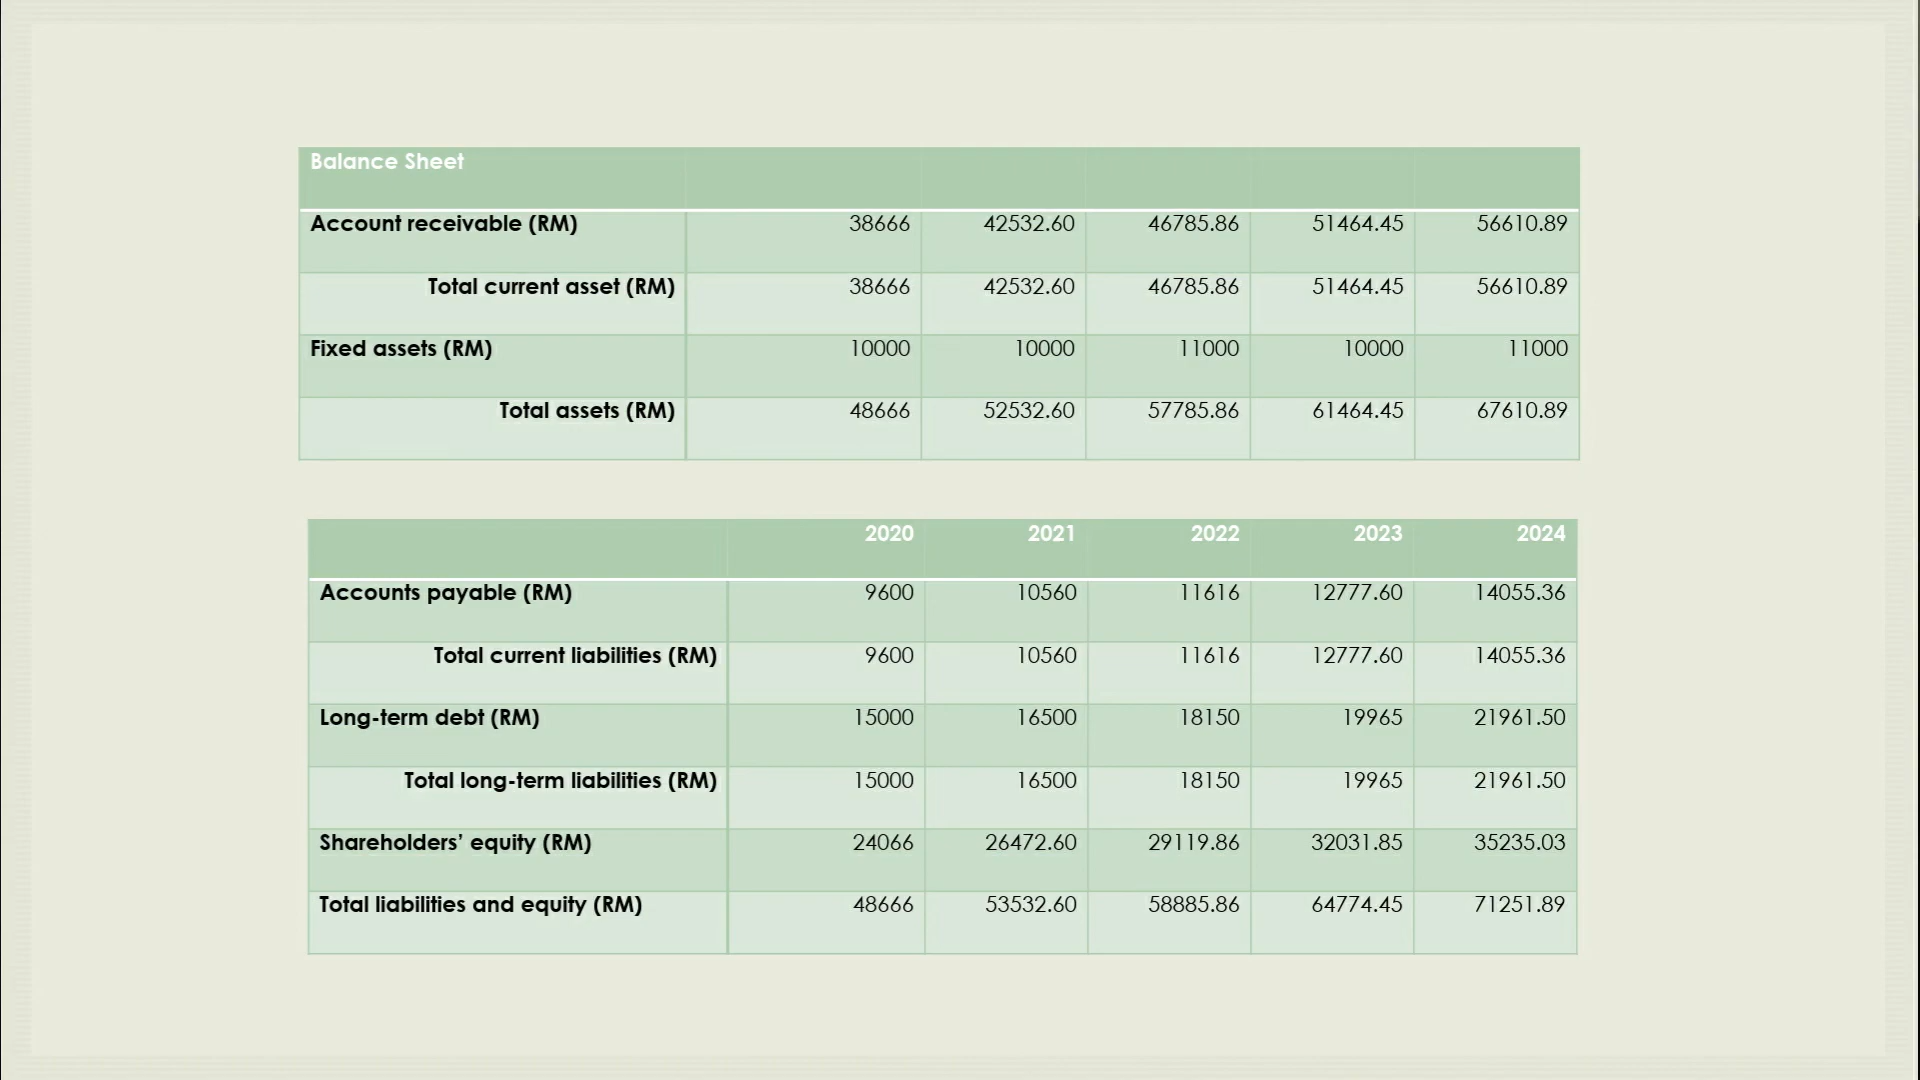 Balance Sheet
Account receivable (RM) 38666 42532.60 46785.86 51464.45 56610.89
Total current asset (RM) 38666 42532.60 46785.86 51464.45 56610.89
Fixed assets (RM) 10000 10000 11000 10000 11000
Total assets (RM) 48666 52532.60 57785.86 61464.45 67610.89
2020 2021 2022 2023 2024
Accounts payable (RM) 9600 10560 11616 12777.60 14055.36
Total current liabilities (RM) 9600 10560 11616 12777.60 14055.36
Long-term debt (RM) 15000 16500 18150 19965 21961.50
Total long-term liabilities (RM) 15000 16500 18150 19965 21961.50
Shareholders’ equity (RM) 24066 26472.60 29119.86 32031.85 35235.03
Total liabilities and equity (RM) 48666 53532.60 58885.86 64774.45 71251.89